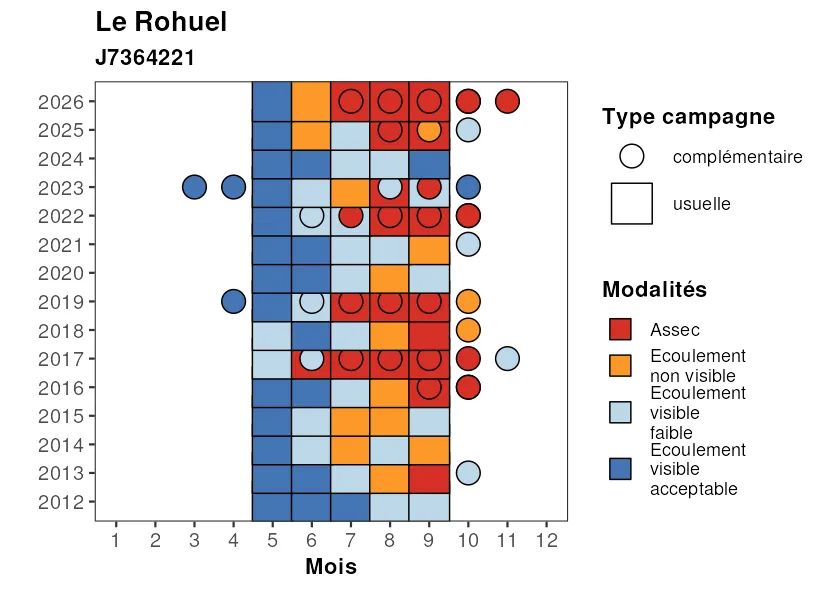 Le Rohuel
J7364221
2026
2025
2024
2023
2022
2021
2020
2019
2018
2017
2016
2015
2014
2013
2012
1 2 3 4 5 6 7 8 9 10 11 12
Mois
Type campagne
complémentaire
usuelle
Modalités
Assec
Ecoulement
non visible
Ecoulement
visible
faible
Ecoulement
visible
acceptable